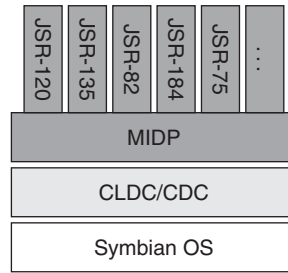 JSR-120
JSR-135
JSR-82
JSR-184
JSR-75
...
MIDP
CLDC/CDC
Symbian OS